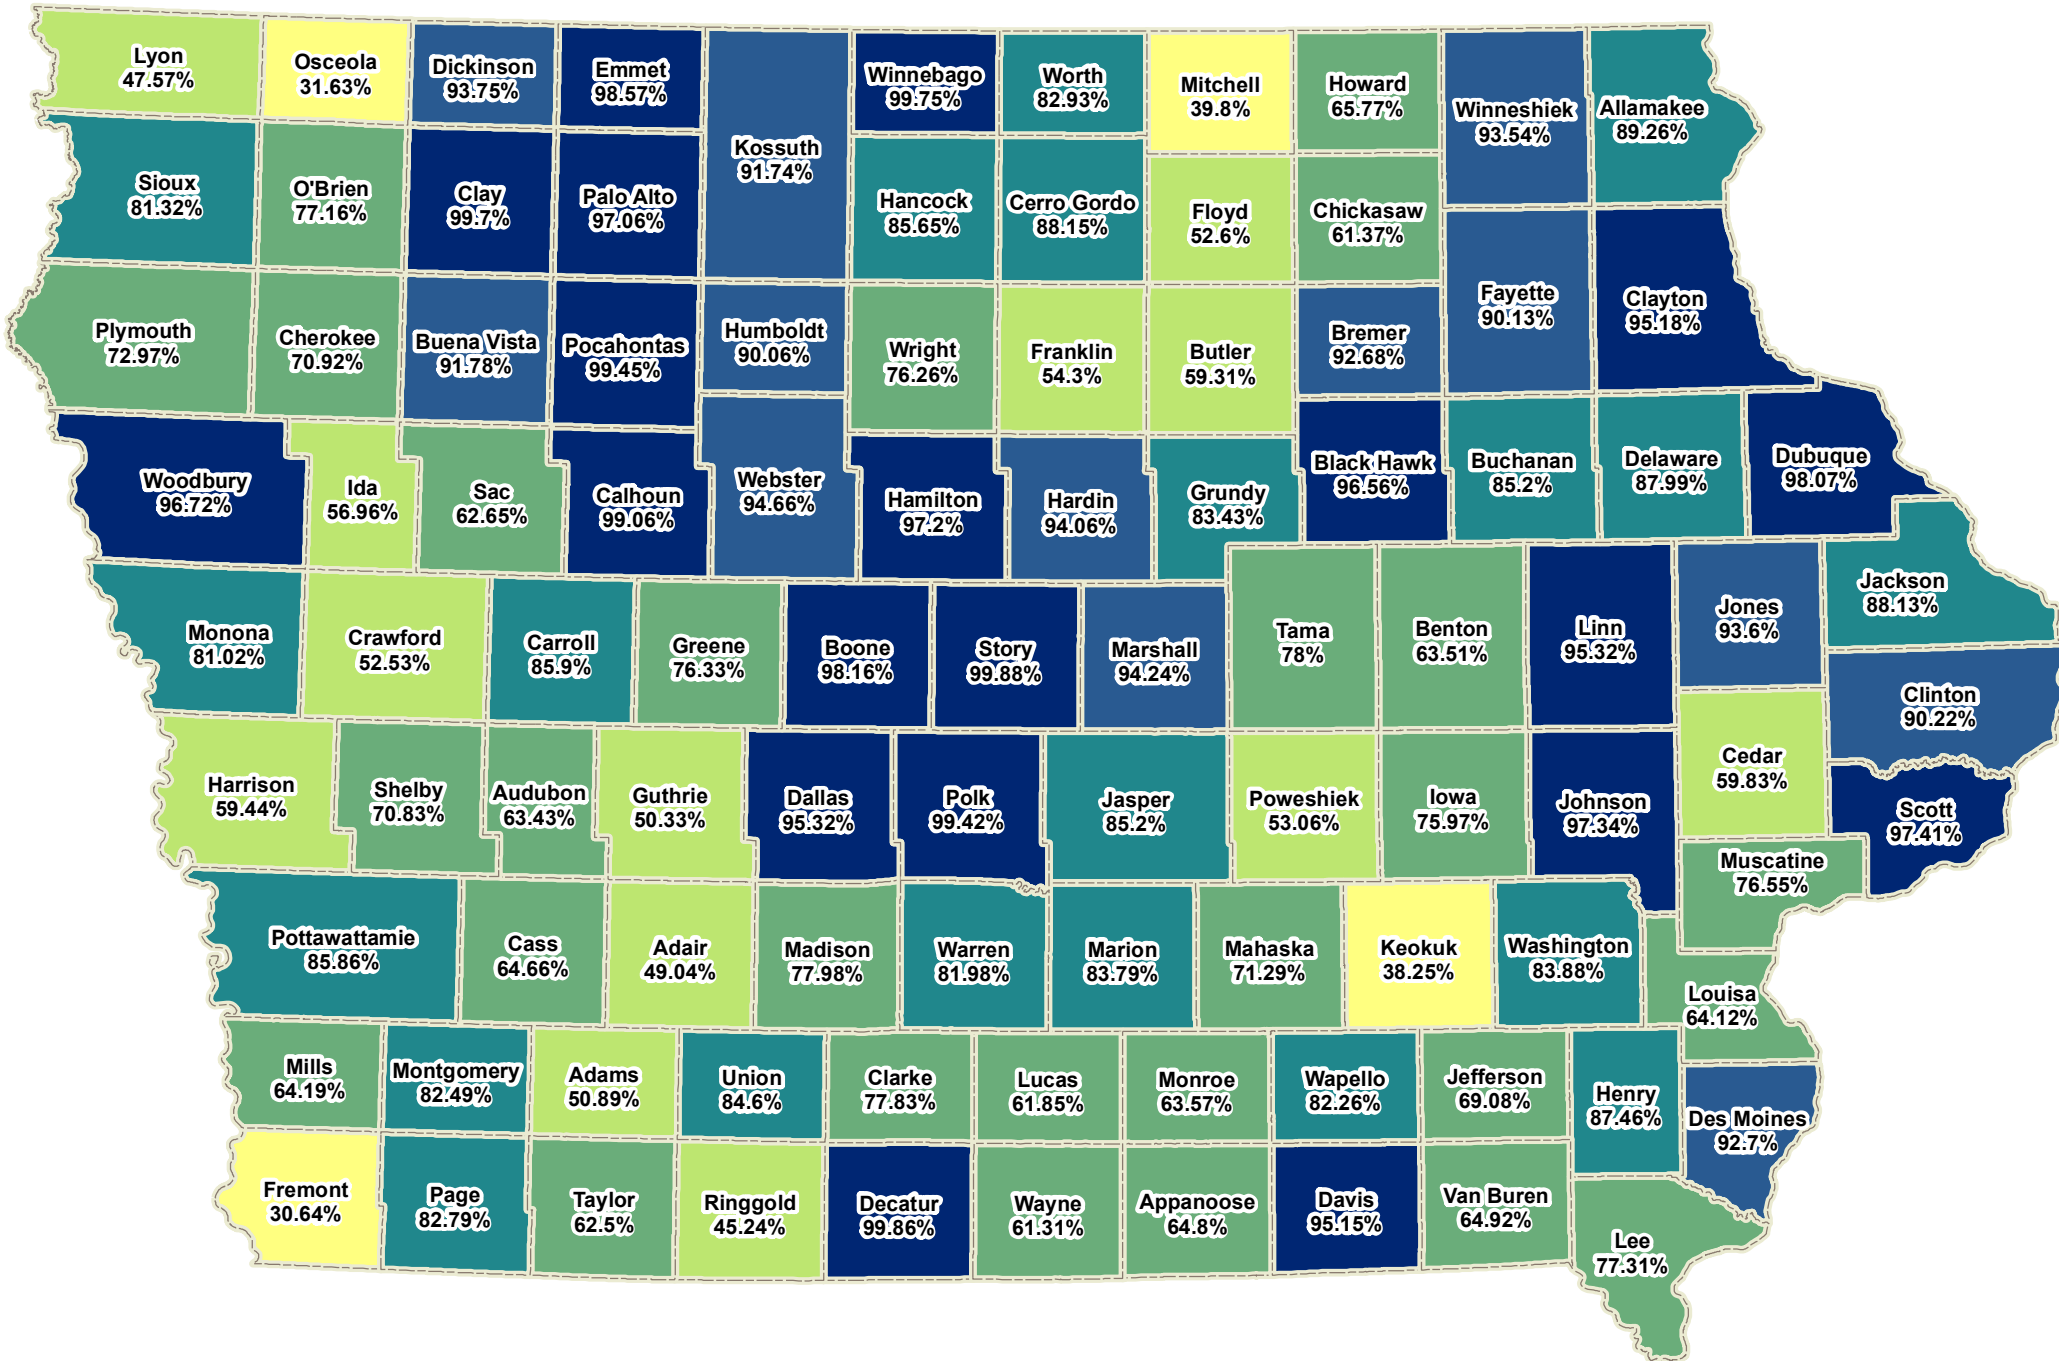 Lyon
47.57%
Osceola
31.63%
Dickinson
93.75%
Emmet
98.57%
Kossuth
91.74%
Winnebago
99.75%
Worth
82.93%
Mitchell
39.8%
Howard
65.77%
Winneshiek
93.54%
Allamakee
89.26%
Sioux
81.32%
O'Brien
77.16%
Clay
99.7%
Palo Alto
97.06%
Hancock
85.65%
Cerro Gordo
88.15%
Floyd
52.6%
Chickasaw
61.37%
Plymouth
72.97%
Cherokee
70.92%
Buena Vista
91.78%
Pocahontas
99.45%
Humboldt
90.06%
Wright
76.26%
Franklin
54.3%
Butler
59.31%
Bremer
92.68%
Fayette
90.13%
Clayton
95.18%
Woodbury
96.72%
Ida
56.96%
Sac
62.65%
Calhoun
99.06%
Webster
94.66%
Hamilton
97.2%
Hardin
94.06%
Grundy
83.43%
Black Hawk
96.56%
Buchanan
85.2%
Delaware
87.99%
Dubuque
98.07%
Monona
81.02%
Crawford
52.53%
Carroll
85.9%
Greene
76.33%
Boone
98.16%
Story
99.88%
Marshall
94.24%
Tama
78%
Benton
63.51%
Linn
95.32%
Jones
93.6%
Jackson
88.13%
Clinton
90.22%
Harrison
59.44%
Shelby
70.83%
Audubon
63.43%
Guthrie
50.33%
Dallas
95.32%
Polk
99.42%
Jasper
85.2%
Poweshiek
53.06%
Iowa
75.97%
Johnson
97.34%
Cedar
59.83%
Scott
97.41%
Muscatine
76.55%
Pottawattamie
85.86%
Cass
64.66%
Adair
49.04%
Madison
77.98%
Warren
81.98%
Marion
83.79%
Mahaska
71.29%
Keokuk
38.25%
Washington
83.88%
Louisa
64.12%
Mills
64.19%
Montgomery
82.49%
Adams
50.89%
Union
84.6%
Clarke
77.83%
Lucas
61.85%
Monroe
63.57%
Wapello
82.26%
Jefferson
69.08%
Henry
87.46%
Des Moines
92.7%
Fremont
30.64%
Page
82.79%
Taylor
62.5%
Ringgold
45.24%
Decatur
99.86%
Wayne
61.31%
Appanoose
64.8%
Davis
95.15%
Van Buren
64.92%
Lee
77.31%